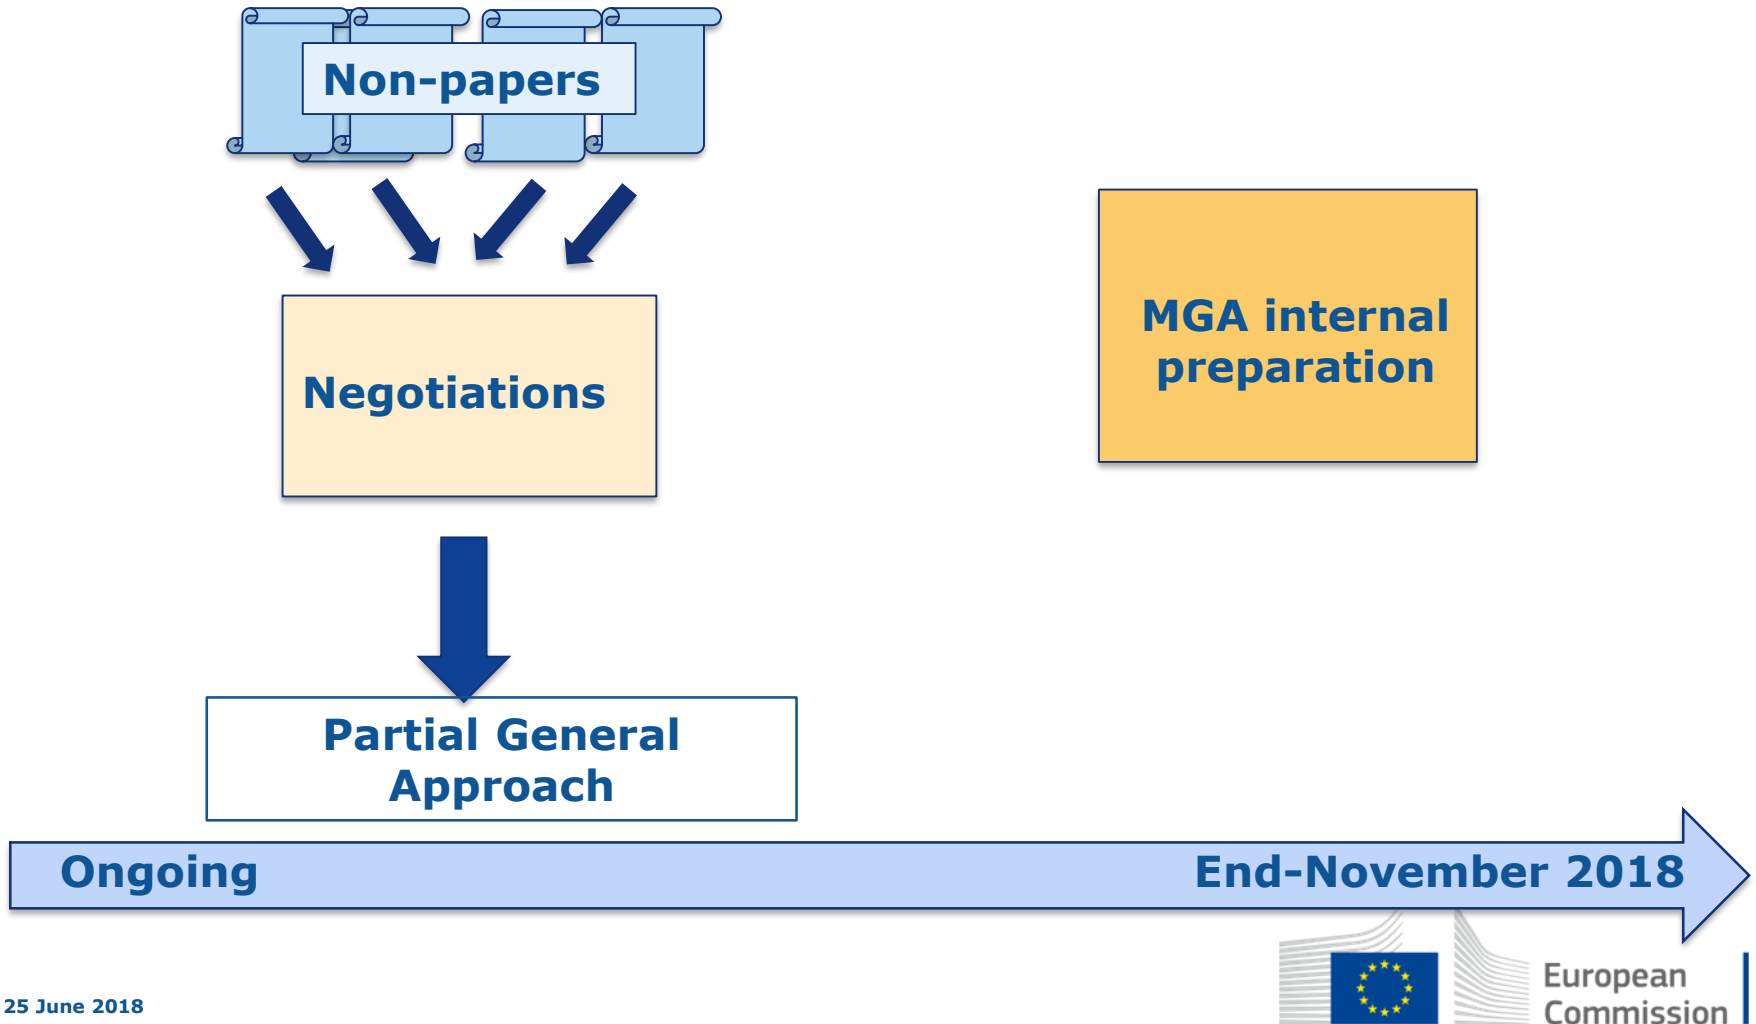 Non-papers
Negotiations
MGA internal
preparation
Partial General
Approach
Ongoing
End-November 2018
25 June 2018
European
Commission